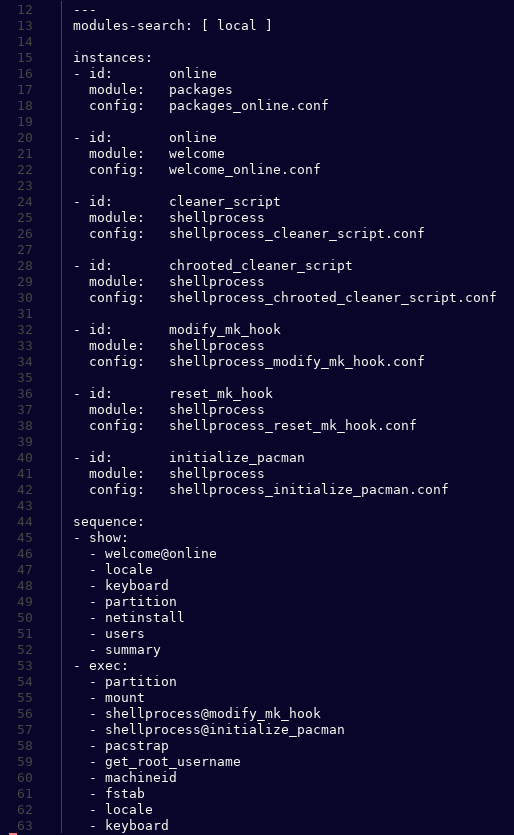 12 ---
13 modules-search: [ local ]
14
15 instances:
16 - id:       online
17   module:   packages
18   config:   packages_online.conf
19
20 - id:       online
21   module:   welcome
22   config:   welcome_online.conf
23
24 - id:       cleaner_script
25   module:   shellprocess
26   config:   shellprocess_cleaner_script.conf
27
28 - id:       chrooted_cleaner_script
29   module:   shellprocess
30   config:   shellprocess_chrooted_cleaner_script.conf
31
32 - id:       modify_mk_hook
33   module:   shellprocess
34   config:   shellprocess_modify_mk_hook.conf
35
36 - id:       reset_mk_hook
37   module:   shellprocess
38   config:   shellprocess_reset_mk_hook.conf
39
40 - id:       initialize_pacman
41   module:   shellprocess
42   config:   shellprocess_initialize_pacman.conf
43
44 sequence:
45 - show:
46   - welcome@online
47   - locale
48   - keyboard
49   - partition
50   - netinstall
51   - users
52   - summary
53 - exec:
54   - partition
55   - mount
56   - shellprocess@modify_mk_hook
57   - shellprocess@initialize_pacman
58   - pacstrap
59   - get_root_username
60   - machineid
61   - fstab
62   - locale
63   - keyboard